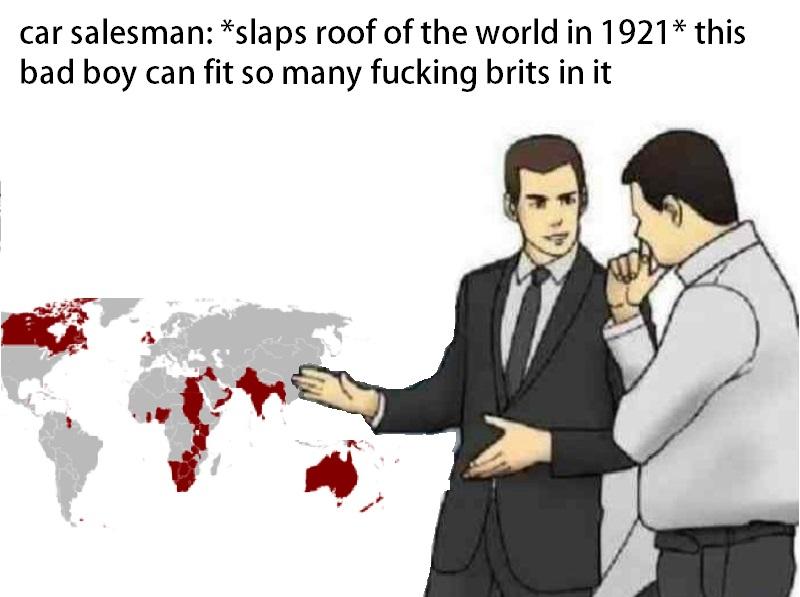 car salesman: *slaps roof of the world in 1921* this
bad boy can fit so many fucking brits in it